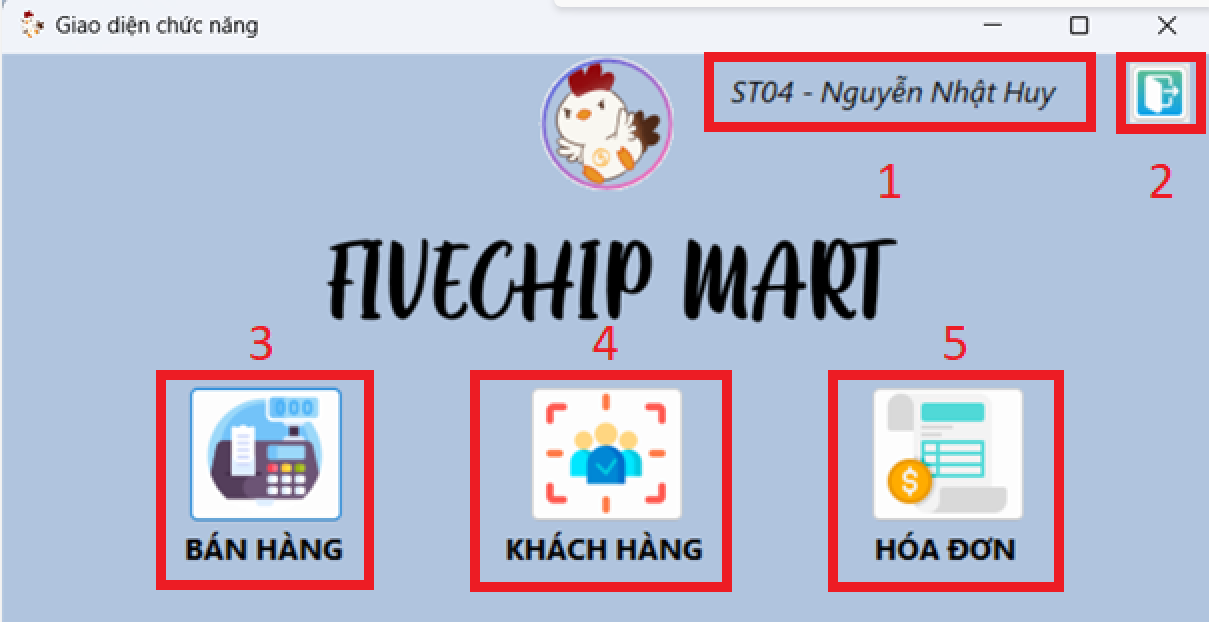 Giao diện chức năng
ST04 - Nguyễn Nhật Huy
1
2
FIVECHIP MART
3
4
5
000
BÁN HÀNG
KHÁCH HÀNG
$
HÓA ĐƠN